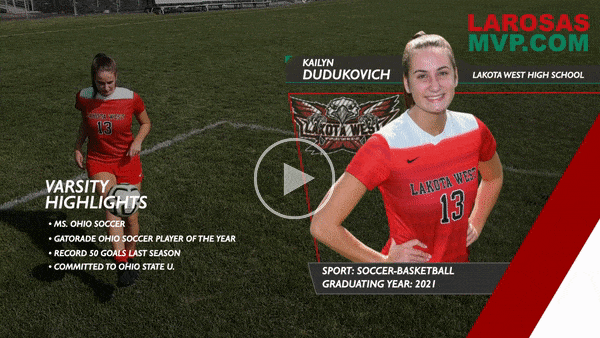 LAROSAS
MVP.COM
KAILYN
DUDUKOVICH
LAKOTA WEST HIGH SCHOOL
LAKOTA WEST
13
LAKOTA WEST
13
VARSITY
HIGHLIGHTS
• MS. OHIO SOCCER
• GATORADE OHIO SOCCER PLAYER OF THE YEAR
• RECORD 50 GOALS LAST SEASON
• COMMITTED TO OHIO STATE U.
SPORT: SOCCER-BASKETBALL
GRADUATING YEAR: 2021